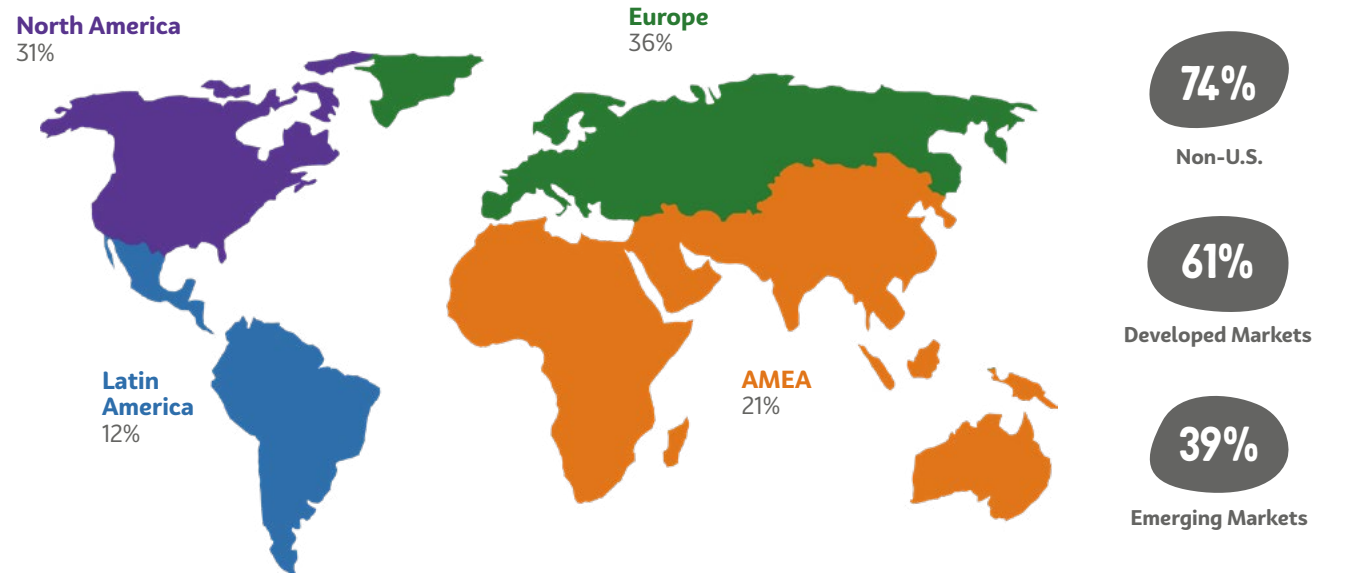 North America
31%
Europe
36%
Latin
America
12%
AMEA
21%
74%
Non-U.S.
61%
Developed Markets
39%
Emerging Markets